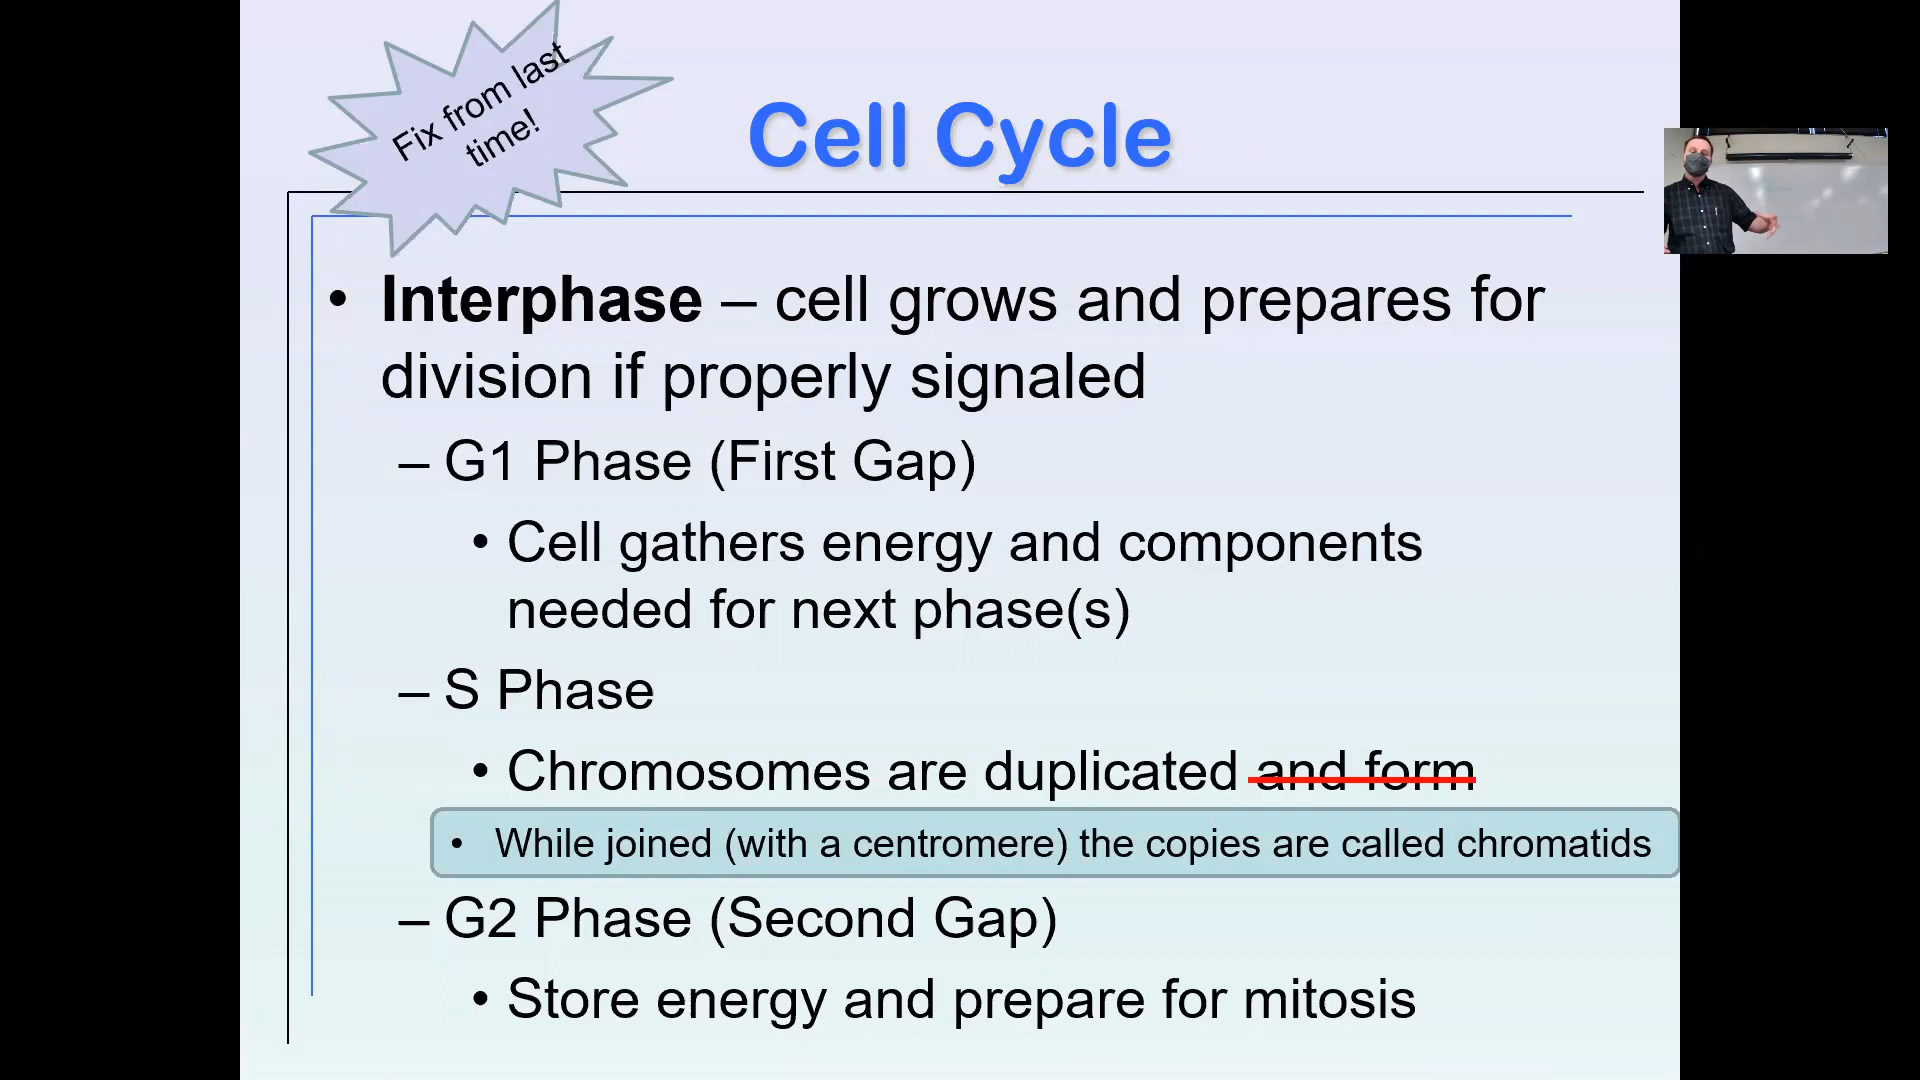 Fix from last
time!
Cell Cycle
• Interphase – cell grows and prepares for
division if properly signaled
– G1 Phase (First Gap)
• Cell gathers energy and components
needed for next phase(s)
– S Phase
• Chromosomes are duplicated and form
• While joined (with a centromere) the copies are called chromatids
– G2 Phase (Second Gap)
• Store energy and prepare for mitosis